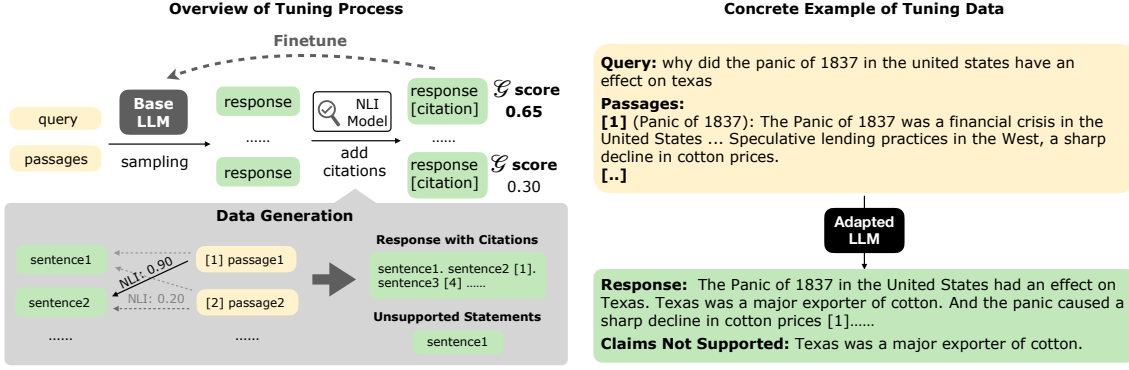 Overview of Tuning Process
Finetune
query
passages
Base
LLM
sampling
response
......
response
NLI
Model
add
citations
response
[citation]
......
response
[citation]
𝒢 score
0.65
𝒢 score
0.30
Data Generation
sentence1
sentence2
......
NLI: 0.90
NLI: 0.20
[1] passage1
[2] passage2
......
Response with Citations
sentence1. sentence2 [1].
sentence3 [4] ......
Unsupported Statements
sentence1
Concrete Example of Tuning Data
Query: why did the panic of 1837 in the united states have an
effect on texas
Passages:
[1] (Panic of 1837): The Panic of 1837 was a financial crisis in the
United States ... Speculative lending practices in the West, a sharp
decline in cotton prices.
[..]
Adapted
LLM
Response: The Panic of 1837 in the United States had an effect on
Texas. Texas was a major exporter of cotton. And the panic caused a
sharp decline in cotton prices [1]......
Claims Not Supported: Texas was a major exporter of cotton.